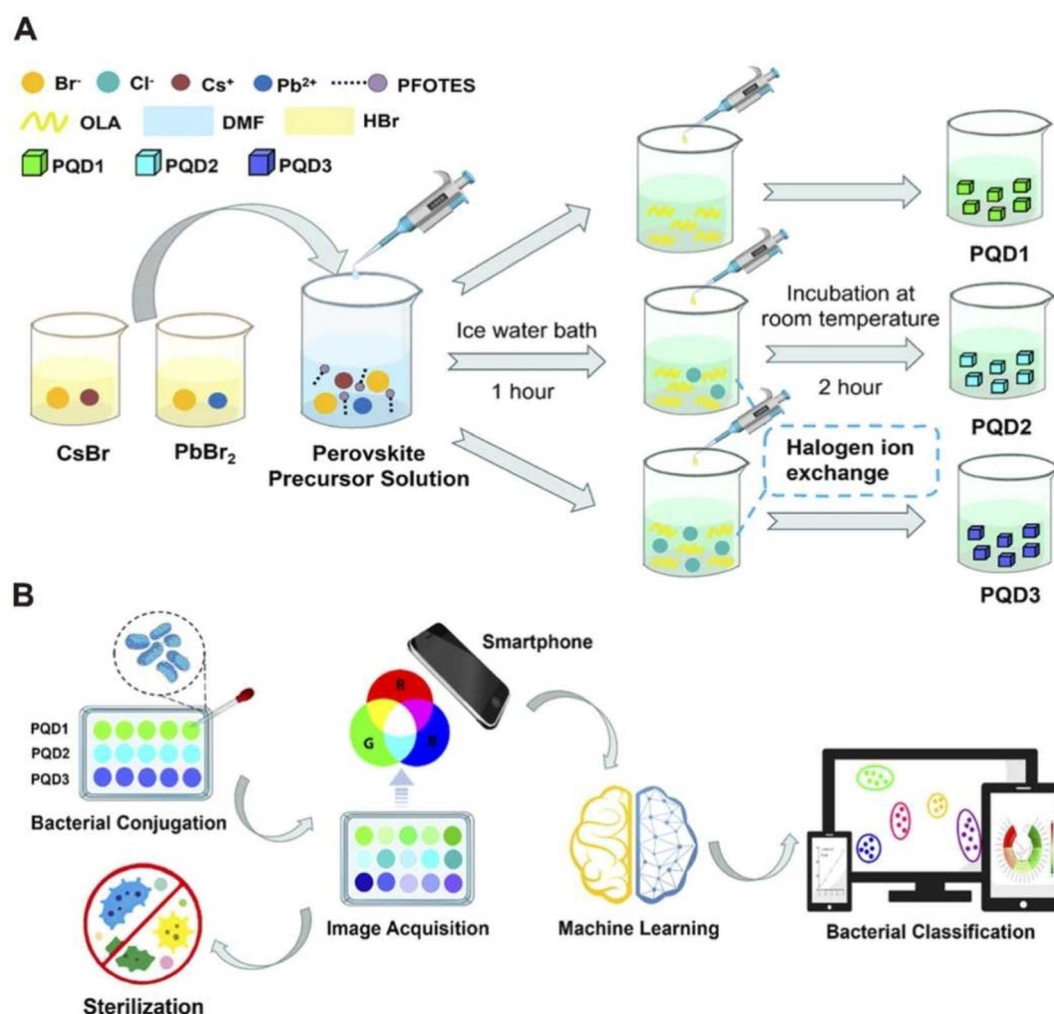 A
Br⁻ Cl⁻ Cs⁺ Pb²⁺ PFOTES
OLA DMF HBr
PQD1 PQD2 PQD3
CsBr
PbBr₂
Perovskite
Precursor Solution
Ice water bath
1 hour
Incubation at
room temperature
2 hour
Halogen ion
exchange
PQD1
PQD2
PQD3
B
PQD1
PQD2
PQD3
Bacterial Conjugation
Smartphone
R
G
B
Image Acquisition
Sterilization
Machine Learning
Bacterial Classification